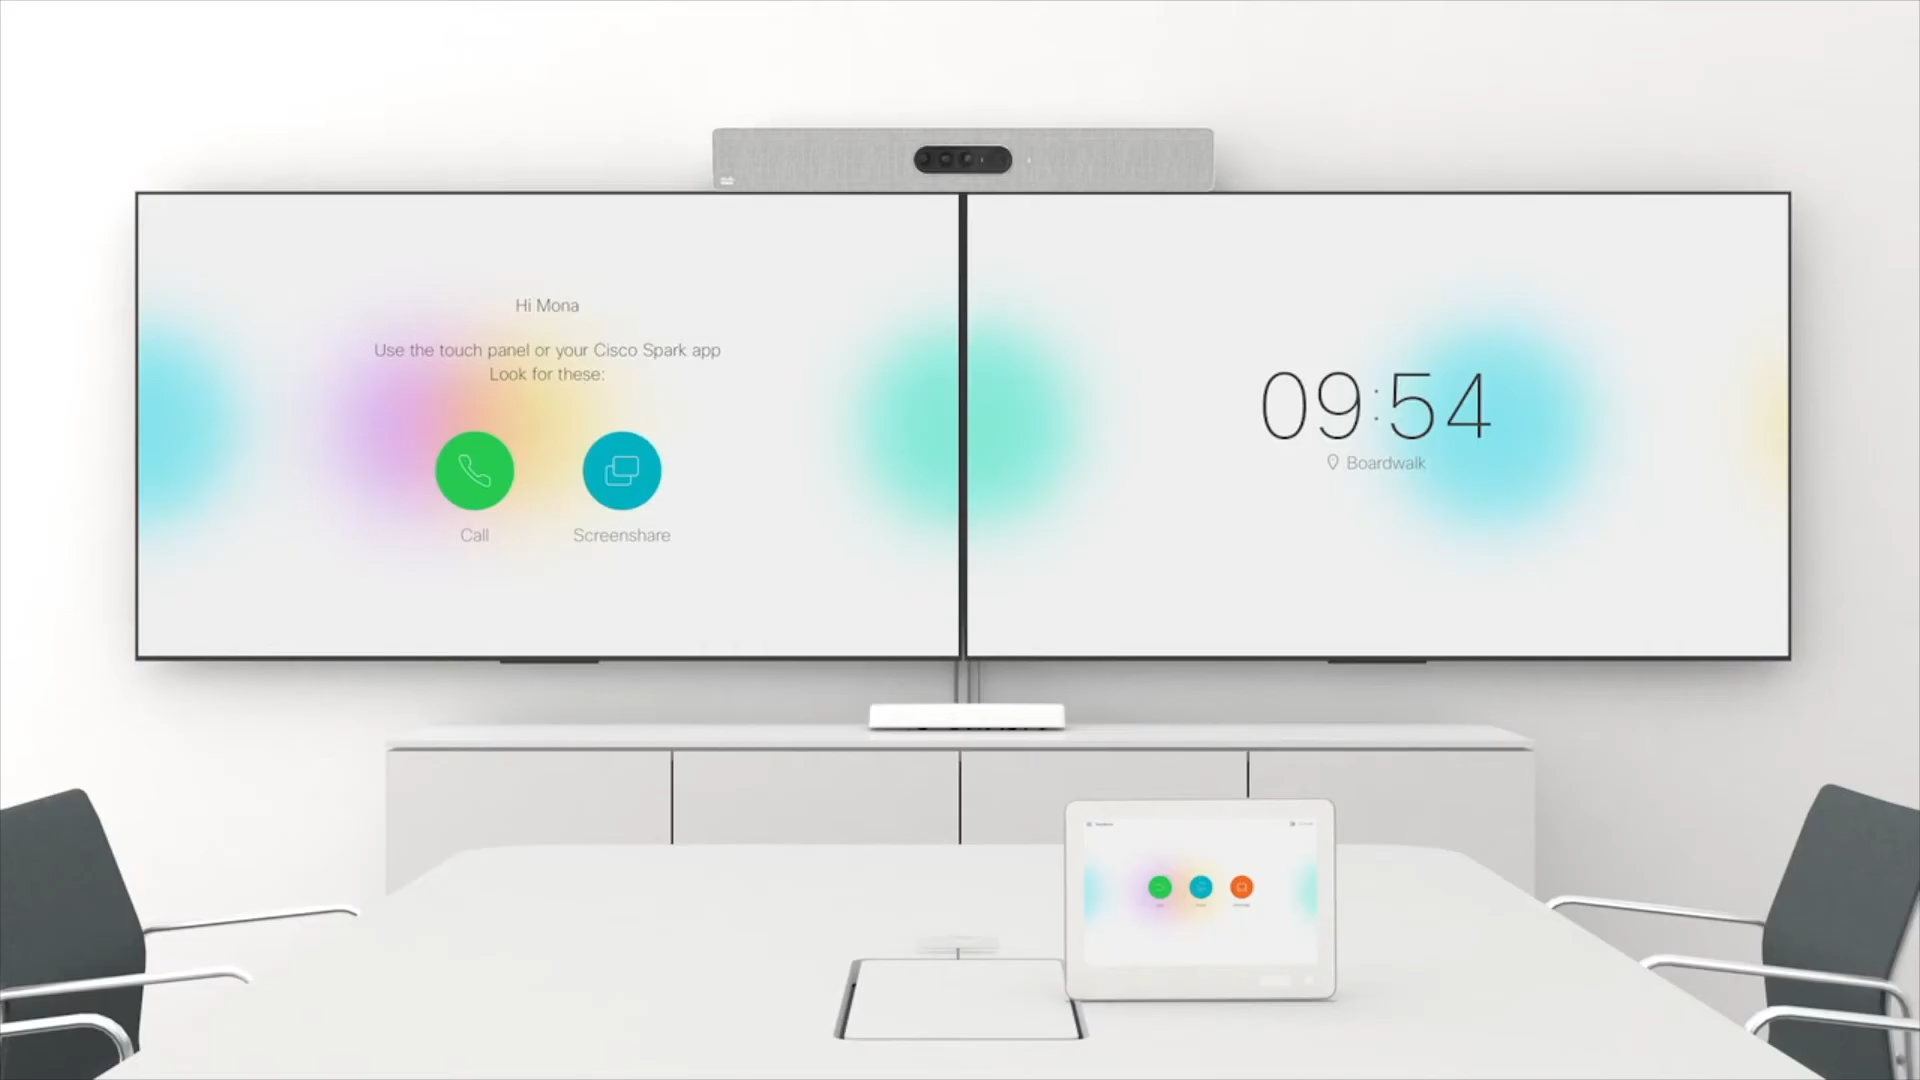 Hi Mona
Use the touch panel or your Cisco Spark app
Look for these:
Call
Screenshare
09:54
Boardwalk